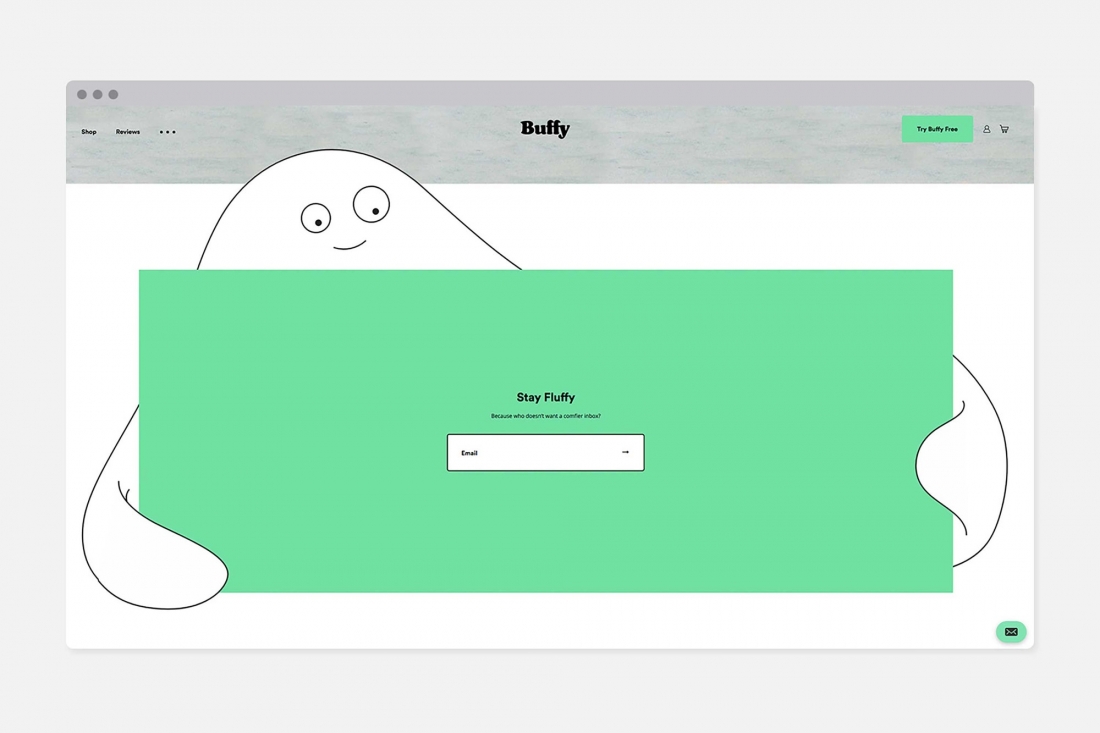 Shop
Reviews
Buffy
Try Buffy Free
Stay Fluffy
Because who doesn't want a comfier inbox?
Email